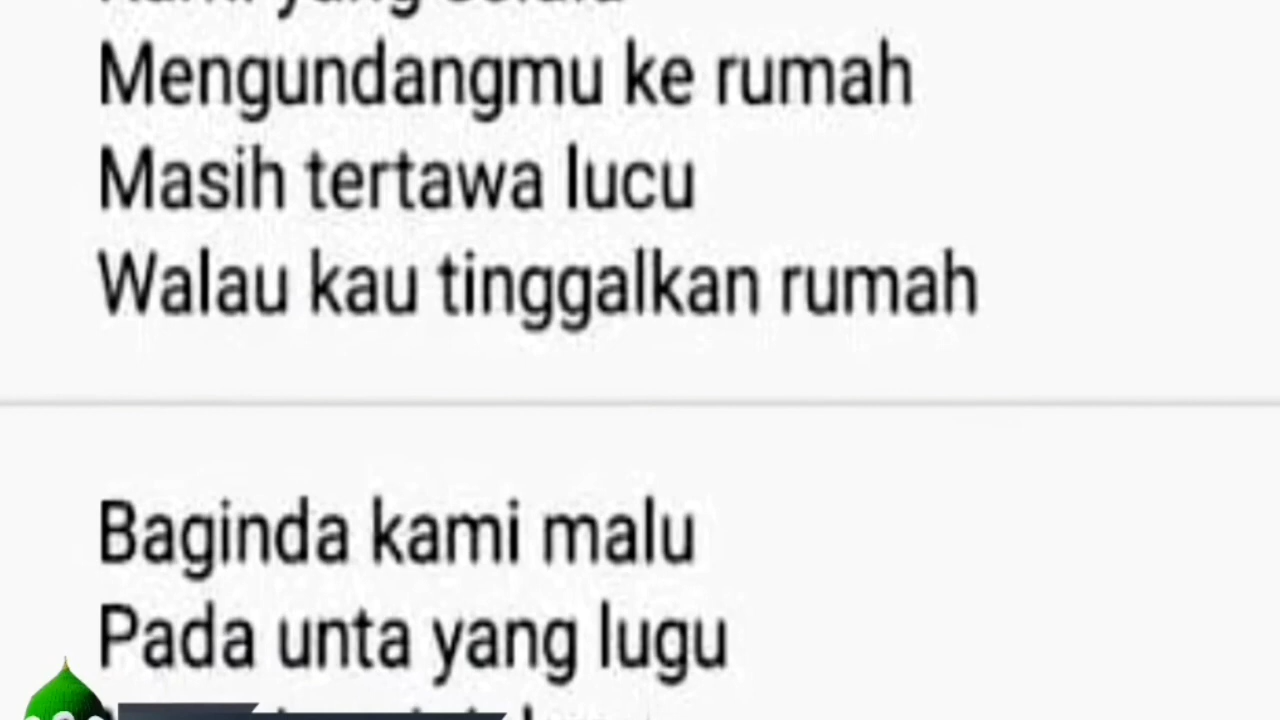 Mengundangmu ke rumah
Masih tertawa lucu
Walau kau tinggalkan rumah
Baginda kami malu
Pada unta yang lugu